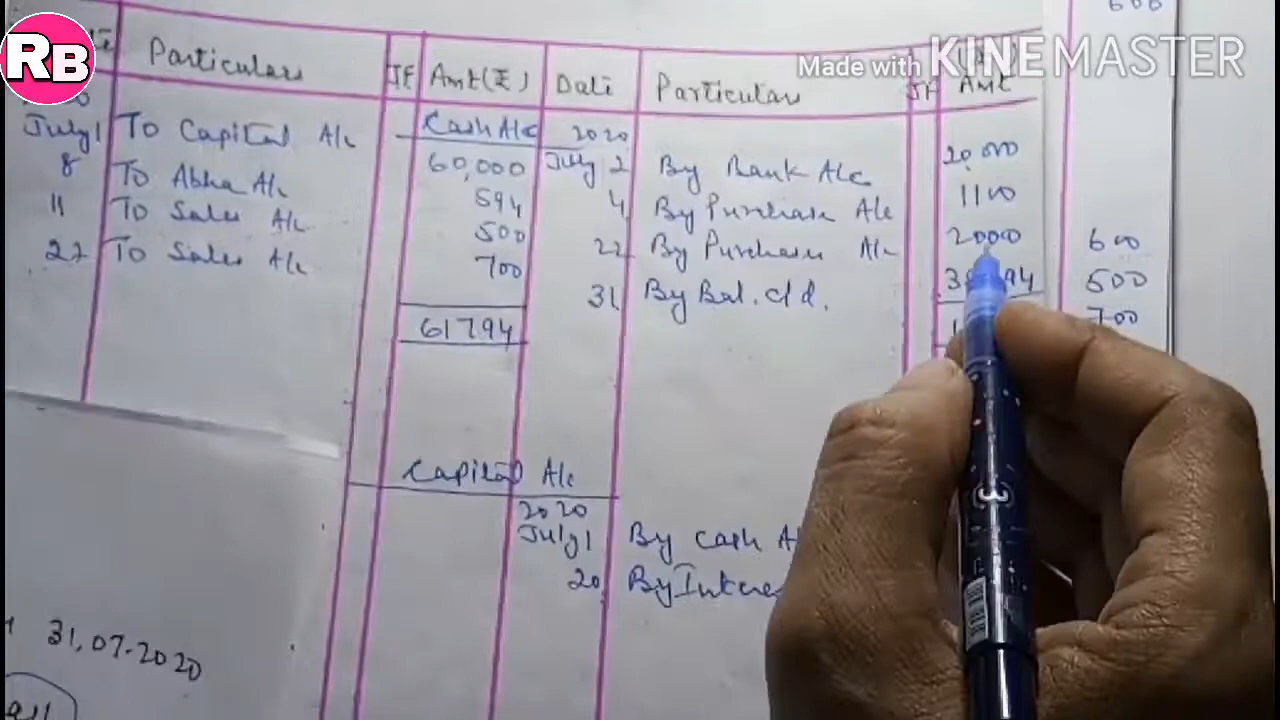 RB
Made with KINEMASTER
600
Particulars JF Amt(₹) Date Particulars JF Amt
Cash A/c 2020
July 1 To Capital A/c 60,000 July 2 By Bank A/c 20,000
8 To Abha A/c 594 4 By Purchase A/c 1100
11 To Sales A/c 500 22 By Purchase A/c 2000 600
22 To Sales A/c 700 31 By Bal. c/d. 500
61794 700
Capital A/c
2020
July 1 By Cash
20 By
31.07.2020